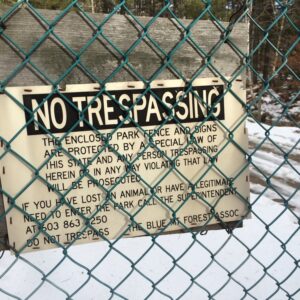 NO TRESPASSING
THE ENCLOSED PARK FENCE AND SIGNS
ARE PROTECTED BY A SPECIAL LAW OF
THIS STATE AND ANY PERSON TRESPASSING
HEREIN OR IN ANY WAY VIOLATING THAT LAW
WILL BE PROSECUTED
IF YOU HAVE LOST AN ANIMAL OR HAVE A LEGITIMATE
NEED TO ENTER THE PARK CALL THE SUPERINTENDENT
AT 603 863
DO NOT TRESPASS THE BLUE MT FOREST ASSOC